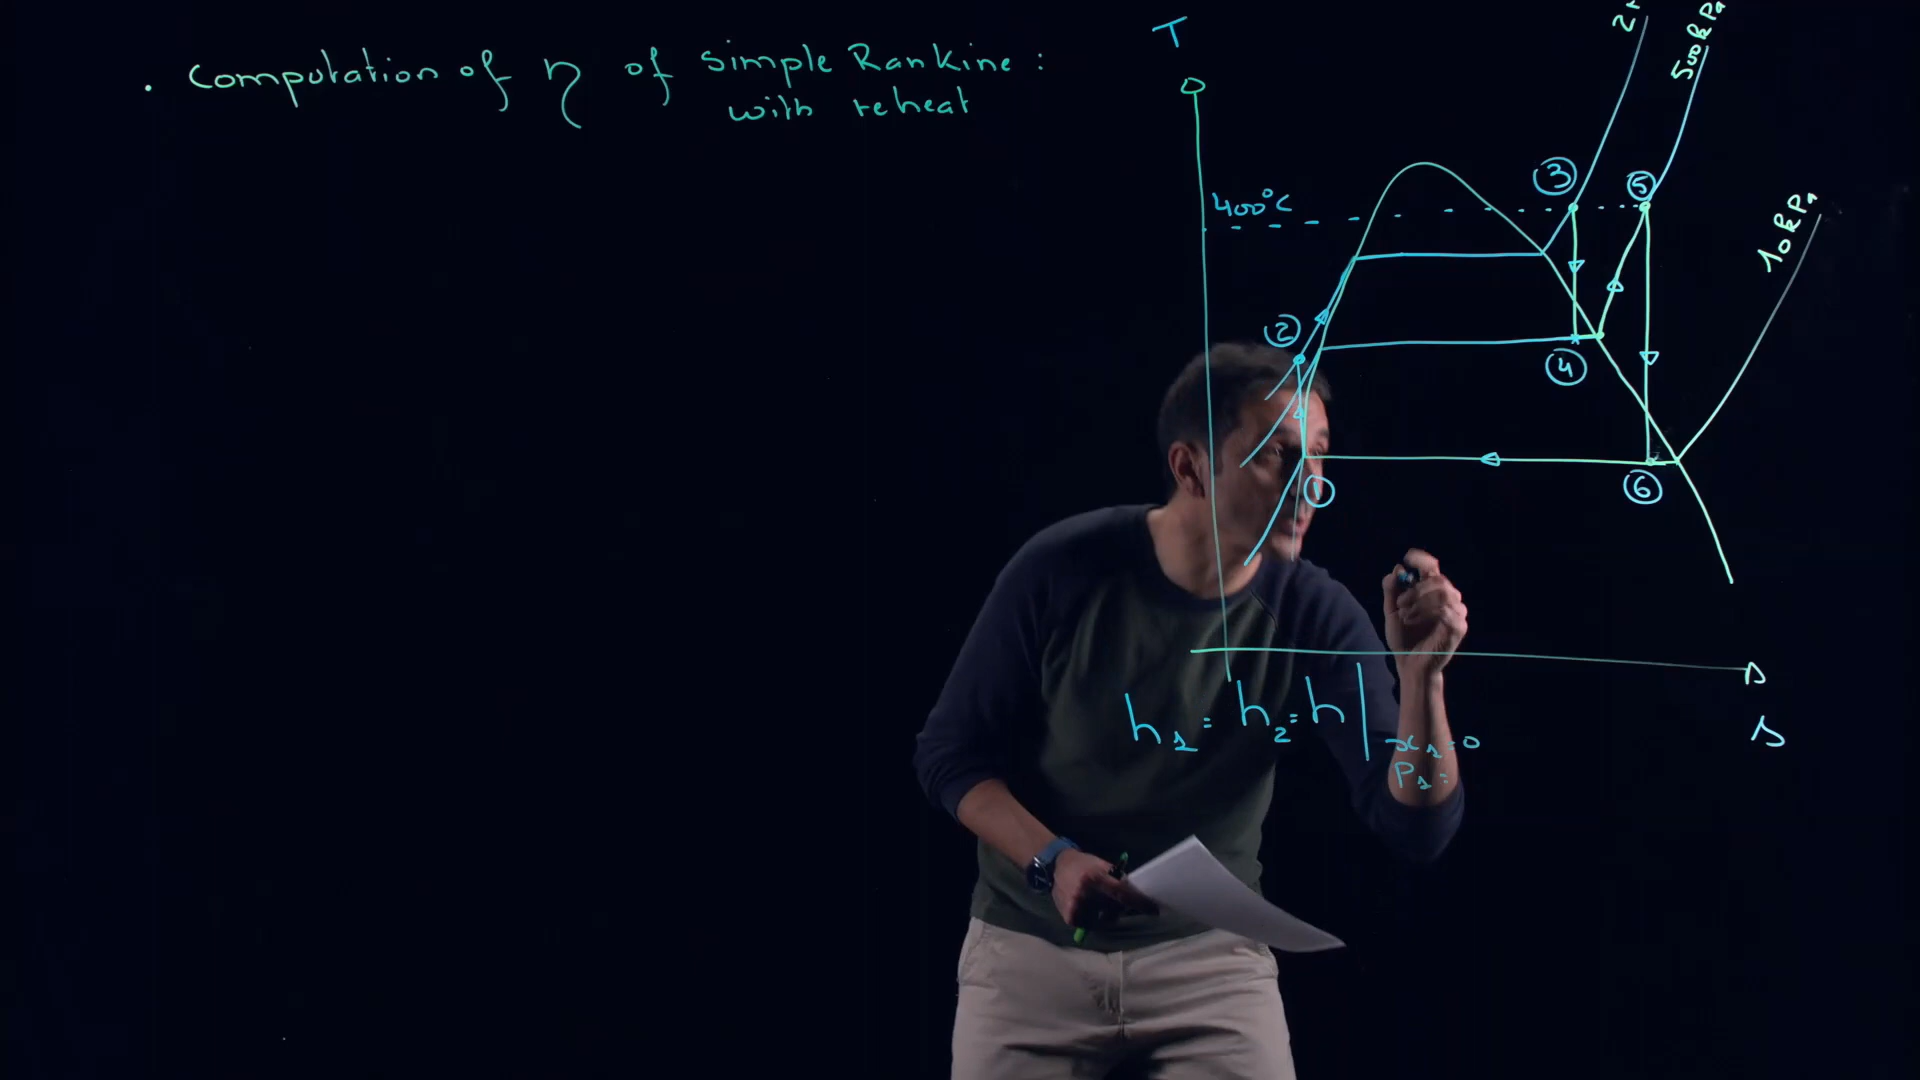 • Computation of η of simple Rankine :
with reheat
T
500kPa
10kPa
400°C
③
⑤
②
④
①
⑥
h₁ = h₂ = h |
x₁ = 0
P₁ =
s